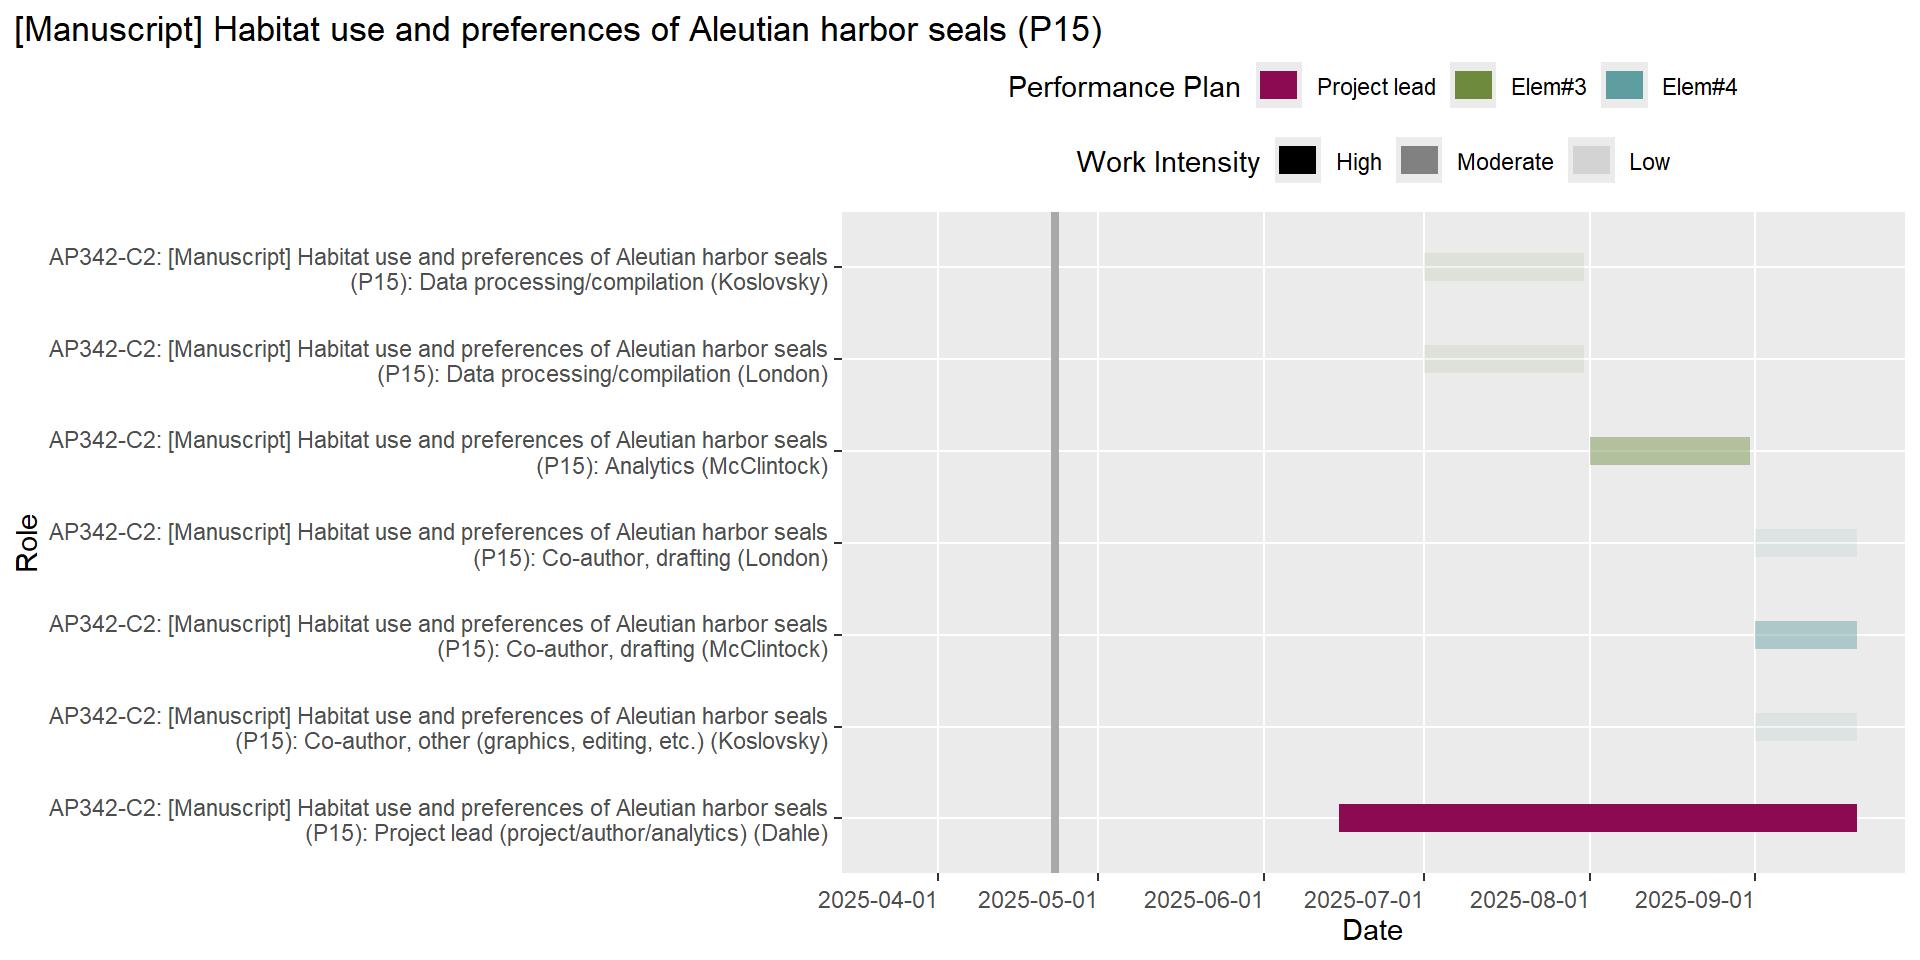 [Manuscript] Habitat use and preferences of Aleutian harbor seals (P15)
Performance Plan Project lead Elem#3 Elem#4
Work Intensity High Moderate Low
Role
AP342-C2: [Manuscript] Habitat use and preferences of Aleutian harbor seals
(P15): Data processing/compilation (Koslovsky)
AP342-C2: [Manuscript] Habitat use and preferences of Aleutian harbor seals
(P15): Data processing/compilation (London)
AP342-C2: [Manuscript] Habitat use and preferences of Aleutian harbor seals
(P15): Analytics (McClintock)
AP342-C2: [Manuscript] Habitat use and preferences of Aleutian harbor seals
(P15): Co-author, drafting (London)
AP342-C2: [Manuscript] Habitat use and preferences of Aleutian harbor seals
(P15): Co-author, drafting (McClintock)
AP342-C2: [Manuscript] Habitat use and preferences of Aleutian harbor seals
(P15): Co-author, other (graphics, editing, etc.) (Koslovsky)
AP342-C2: [Manuscript] Habitat use and preferences of Aleutian harbor seals
(P15): Project lead (project/author/analytics) (Dahle)
2025-04-01 2025-05-01 2025-06-01 2025-07-01 2025-08-01 2025-09-01
Date